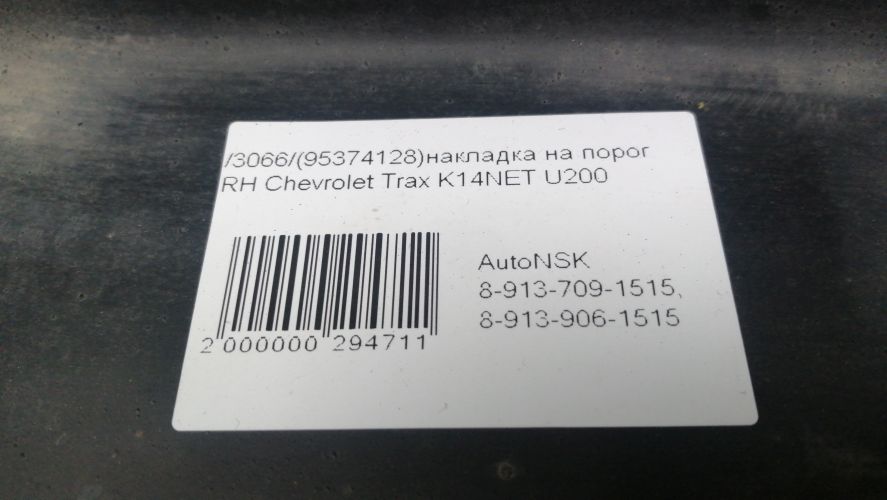 /3066/(95374128)накладка на порог
RH Chevrolet Trax K14NET U200
AutoNSK
8-913-709-1515,
8-913-906-1515
2 000000 294711